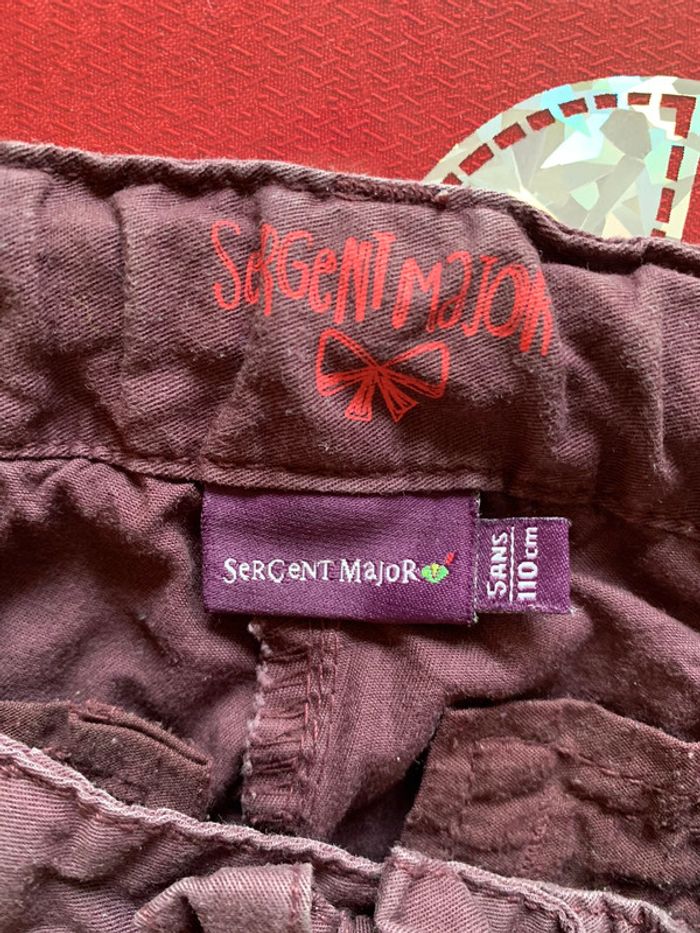 SeRGeNT MaJOR
SeRGeNT MaJoR
5ANS
110cm